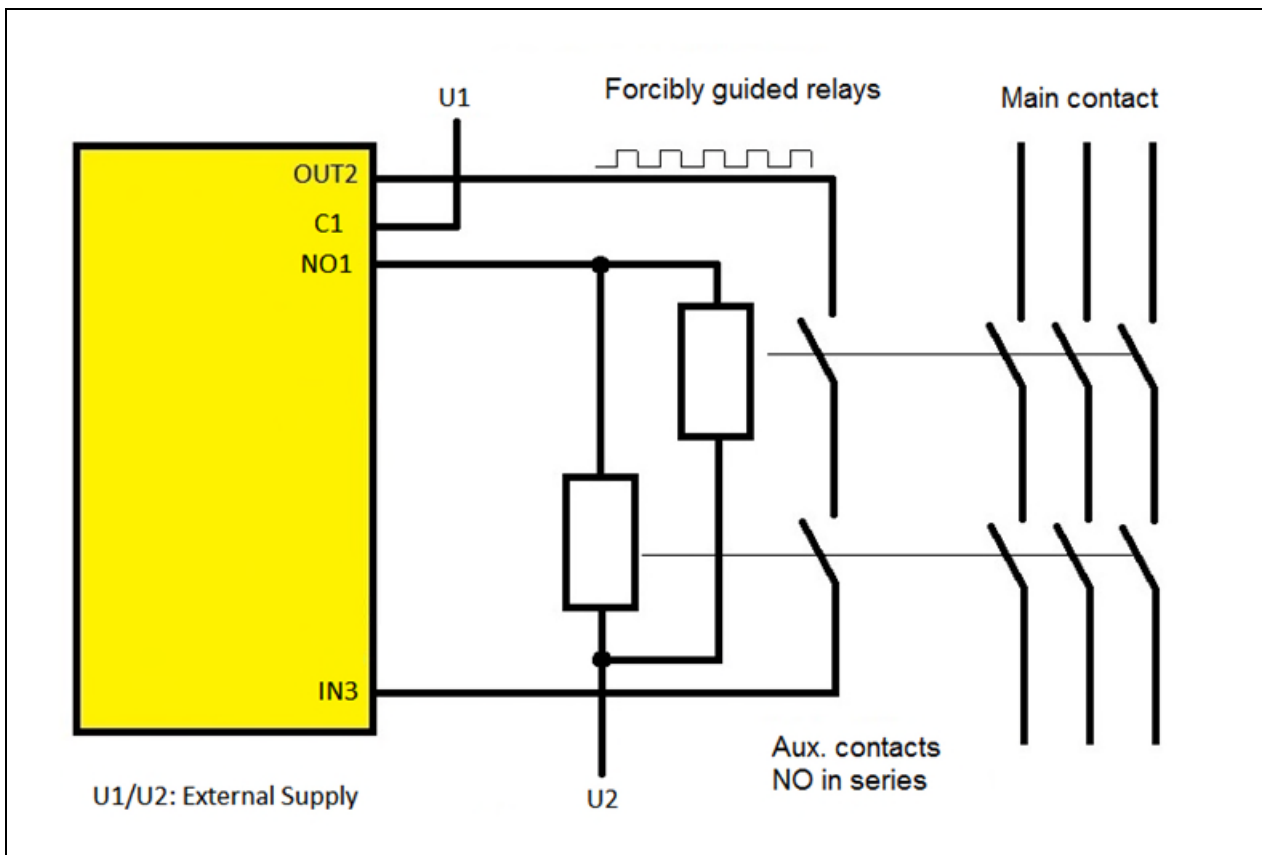 U1
Forcibly guided relays
Main contact
OUT2
C1
NO1
IN3
Aux. contacts
NO in series
U1/U2: External Supply
U2